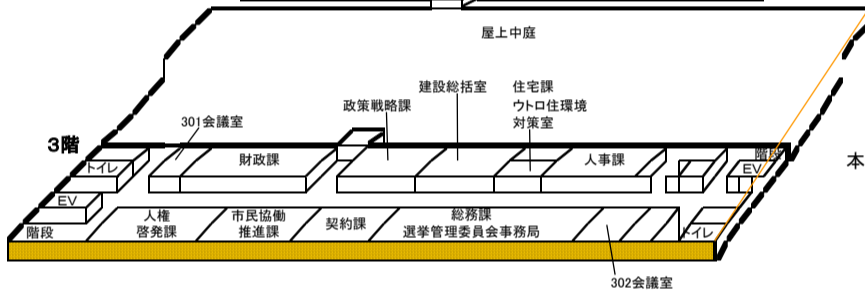 屋上中庭
建設総括室
住宅課
政策戦略課
ウトロ住環境
対策室
301会議室
3階
財政課
人事課
階段
トイレ
EV
本
EV
人権
啓発課
市民協働
推進課
契約課
総務課
選挙管理委員会事務局
階段
トイレ
302会議室